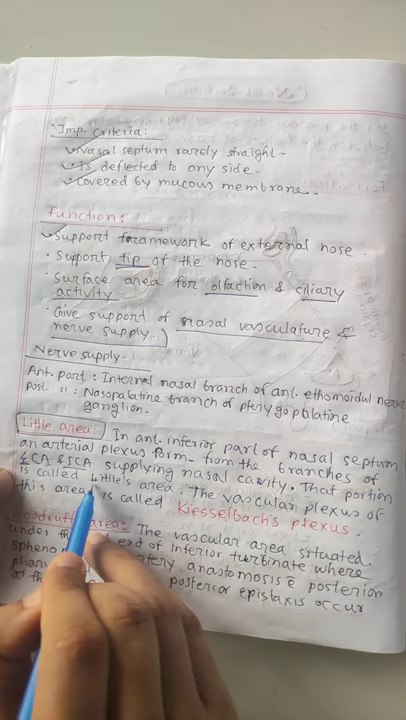 Imp. Criteria:
Nasal septum rarely straight -
Is deflected to any side.
Covered by mucous membrane.
Function:
Support framework of external nose.
Support tip of the nose.
Surface area for olfaction & ciliary
activity
Give support of nasal vasculature &
nerve supply.
Nerve supply.
Ant. part : Internal nasal branch of ant. ethomoidal nerve
Post. " : Nasopalatine branch of pterygopalatine
ganglion.
Little area: In ant. inferior part of nasal septum
an arterial plexus form from the branches of
ECA & ICA supplying nasal cavity. That portion
is called Little's area. The vascular plexus of
this area is called Kiesselbach's plexus.
Woodruff area: The vascular area situated
under the end of inferior turbinate where
artery anastomosise posterior
posterior epistaxis occur